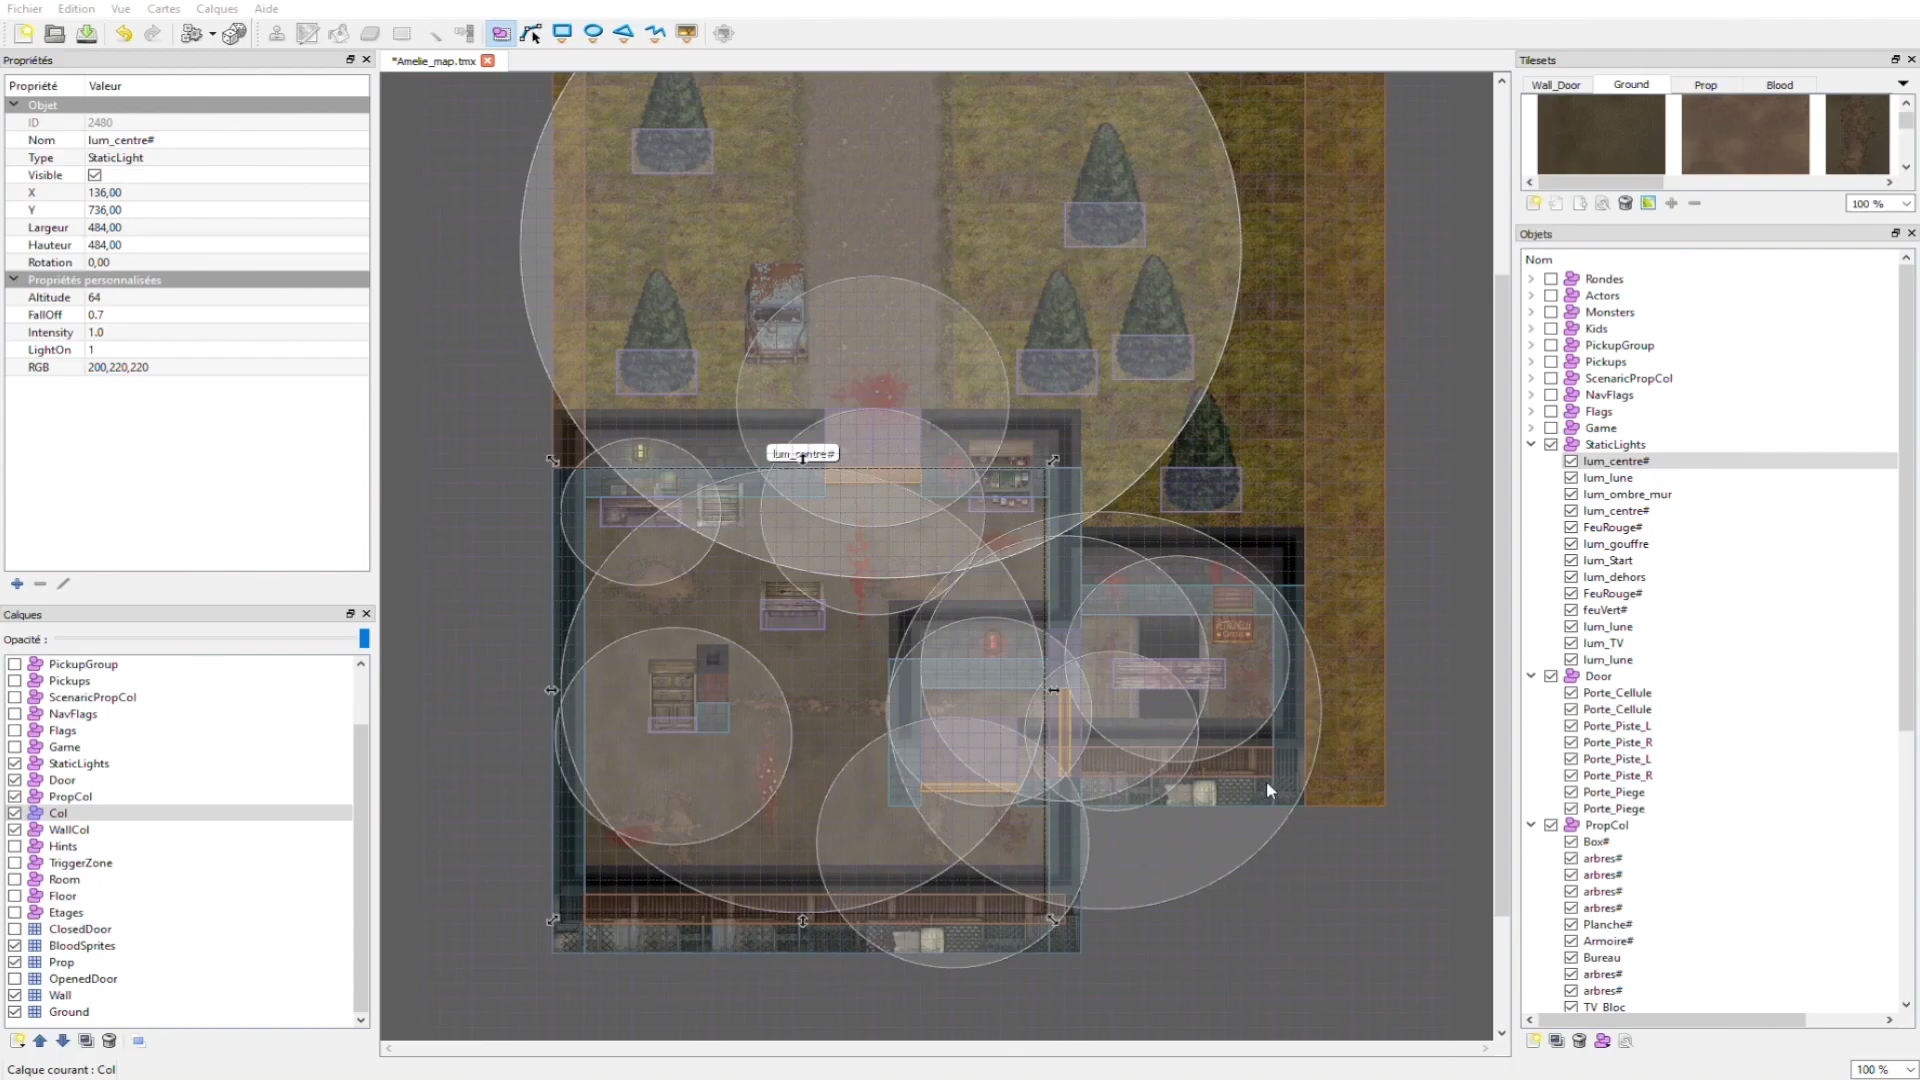 Fichier Edition Vue Cartes Calques Aide
Propriétés
Propriété Valeur
Objet
ID 2480
Nom lum_centre#
Type StaticLight
Visible
X 136,00
Y 736,00
Largeur 484,00
Hauteur 484,00
Rotation 0,00
Propriétés personnalisées
Altitude 64
FallOff 0.7
Intensity 1.0
LightOn 1
RGB 200,220,220
Calques
Opacité :
PickupGroup
Pickups
ScenaricPropCol
NavFlags
Flags
Game
StaticLights
Door
PropCol
Col
WallCol
Hints
TriggerZone
Room
Floor
Etages
ClosedDoor
BloodSprites
Prop
OpenedDoor
Wall
Ground
Calque courant : Col
*Amelie_map.tmx
lum_centre#
Tilesets
Wall_Door Ground Prop Blood
100 %
Objets
Nom
Rondes
Actors
Monsters
Kids
PickupGroup
Pickups
ScenaricPropCol
NavFlags
Flags
Game
StaticLights
lum_centre#
lum_lune
lum_ombre_mur
lum_centre#
FeuRouge#
lum_gouffre
lum_Start
lum_dehors
FeuRouge#
feuVert#
lum_lune
lum_TV
lum_lune
Door
Porte_Cellule
Porte_Cellule
Porte_Piste_L
Porte_Piste_R
Porte_Piste_L
Porte_Piste_R
Porte_Piege
Porte_Piege
PropCol
Box#
arbres#
arbres#
arbres#
arbres#
Planche#
Armoire#
Bureau
arbres#
arbres#
TV_Bloc
100 %